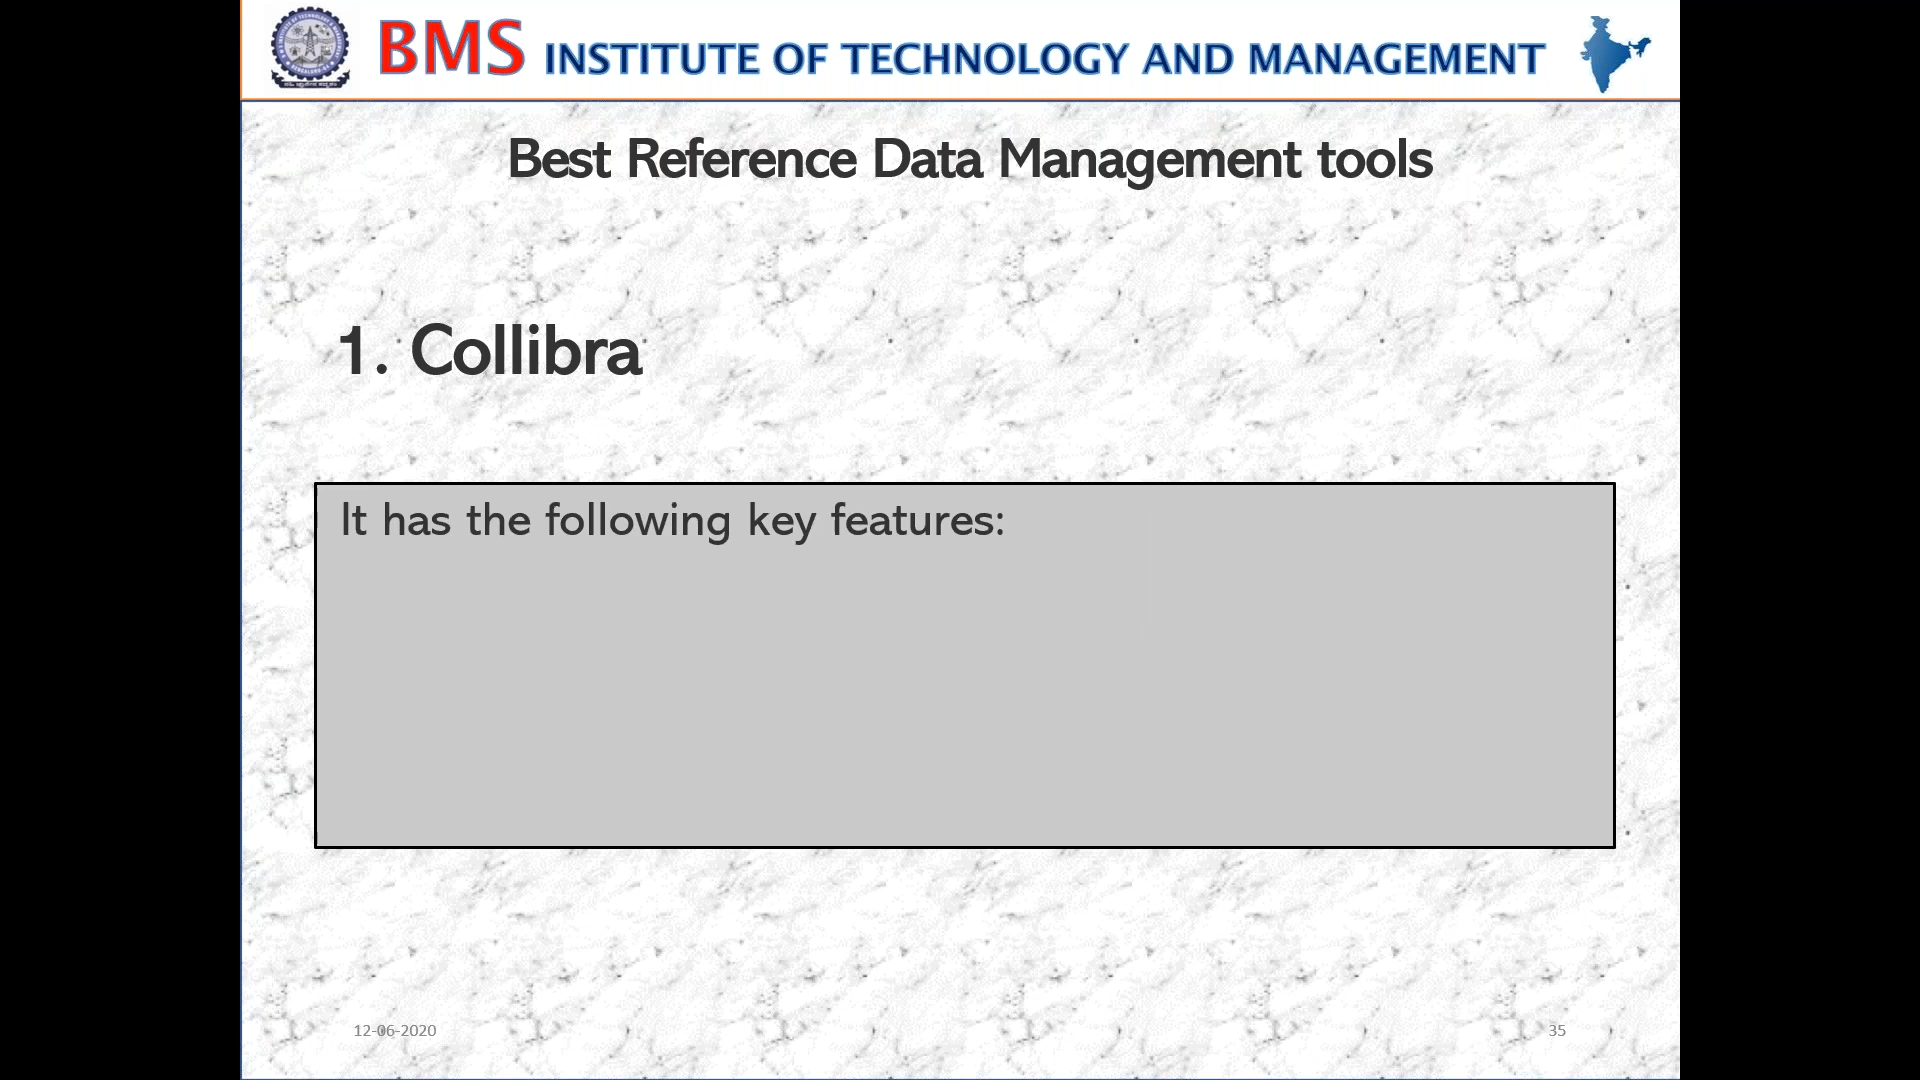 BMS INSTITUTE OF TECHNOLOGY AND MANAGEMENT
Best Reference Data Management tools
1. Collibra
It has the following key features:
12-06-2020
35